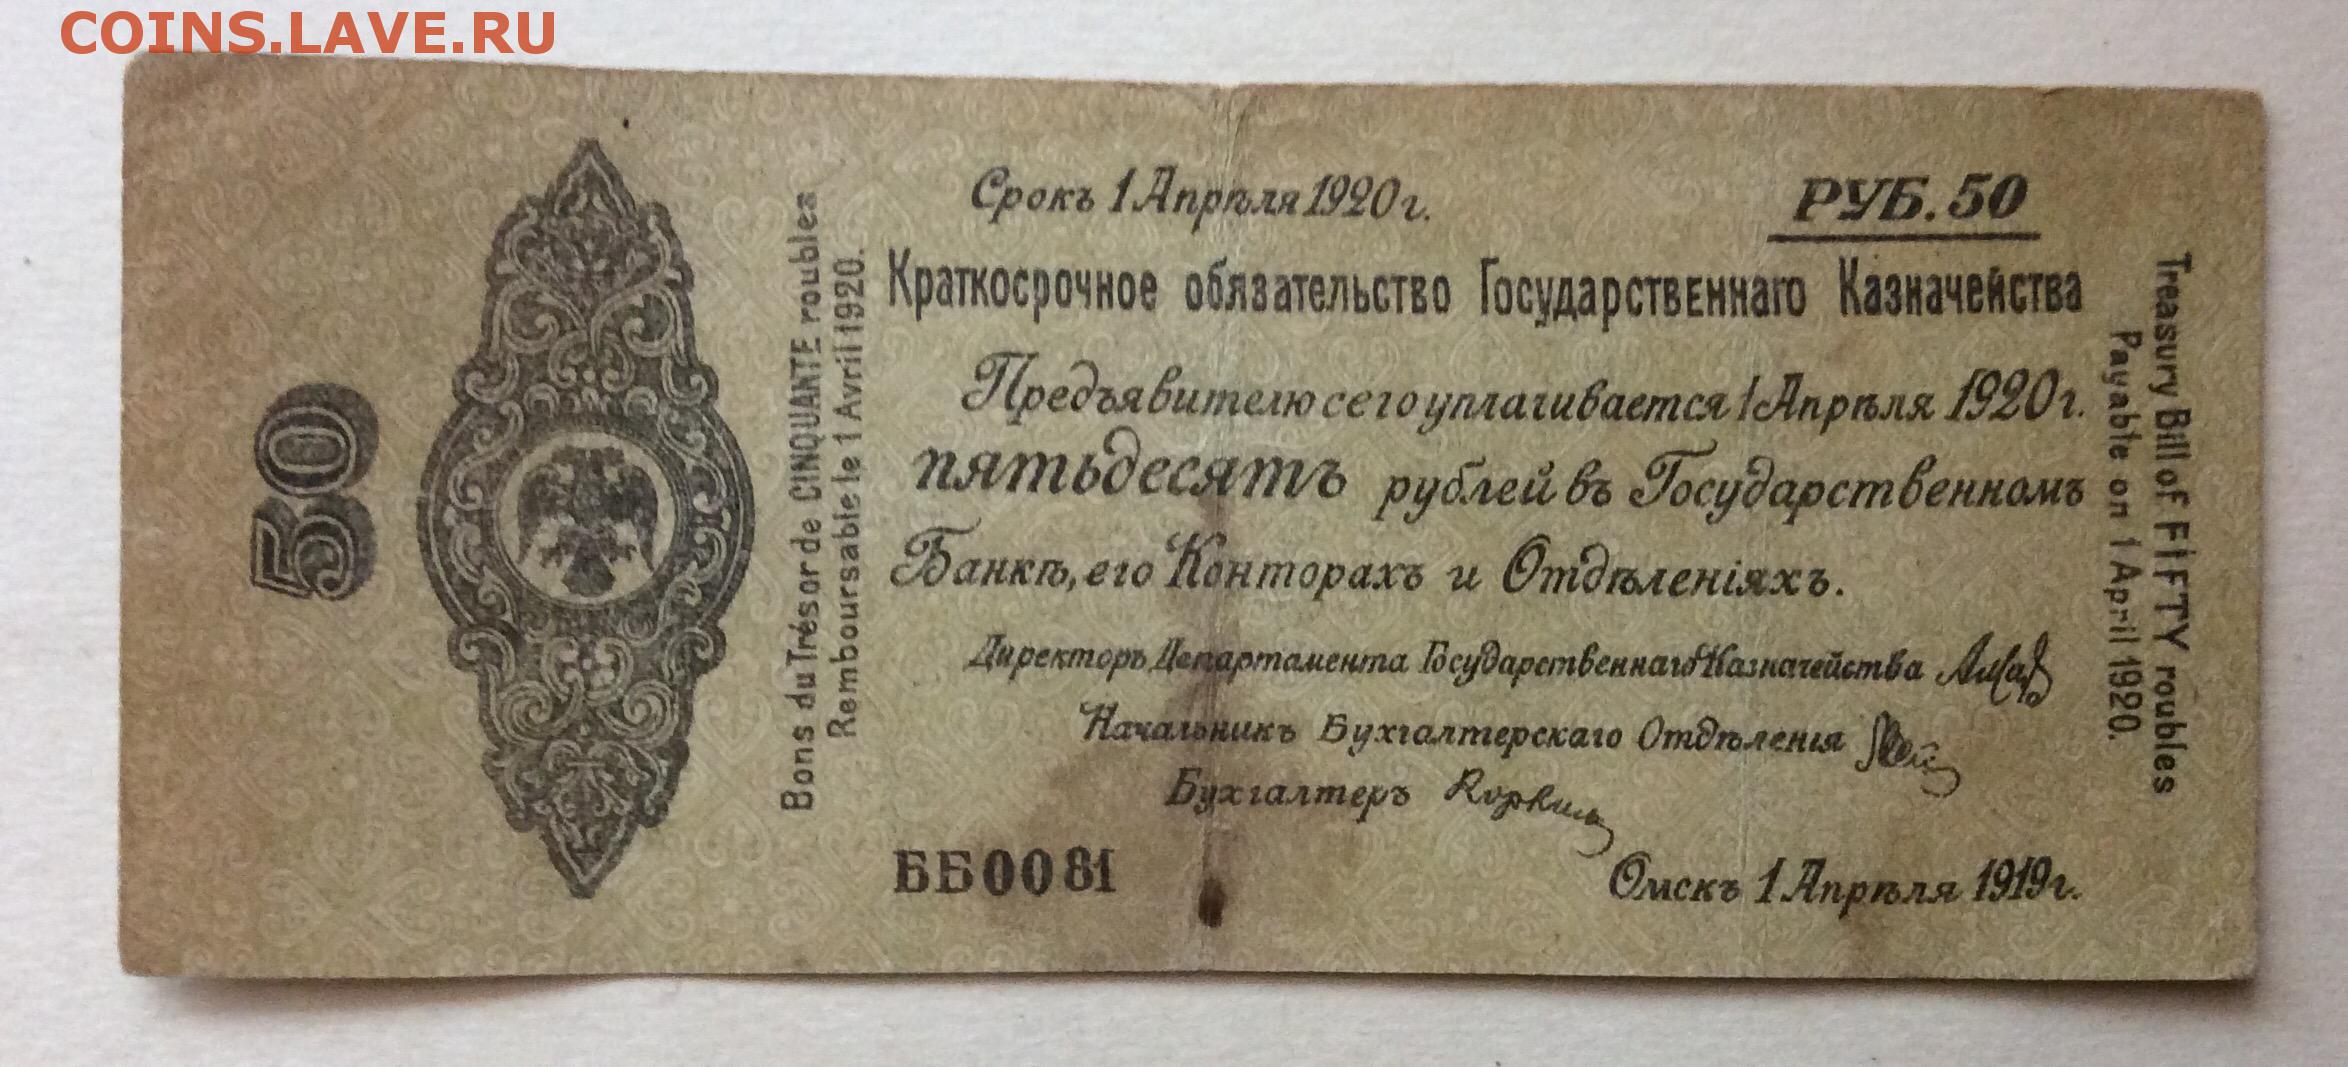 COINS.LAVE.RU
50
Bons du Trésor de CINQUANTE roubles
Remboursable le 1 Avril 1920.
Срокъ 1 Апрѣля 1920 г.
РУБ. 50
Краткосрочное обязательство Государственнаго Казначейства
Предъявителю сего уплачивается 1 Апрѣля 1920 г.
пятьдесятъ рублей въ Государственномъ
Банкѣ, его Конторахъ и Отдѣленіяхъ.
Директоръ Департамента Государственнаго Казначейства
Начальникъ Бухгалтерскаго Отдѣленія
Бухгалтеръ
ББ 0081
Омскъ 1 Апрѣля 1919 г.
Treasury Bill of FIFTY roubles
Payable on 1 April 1920.